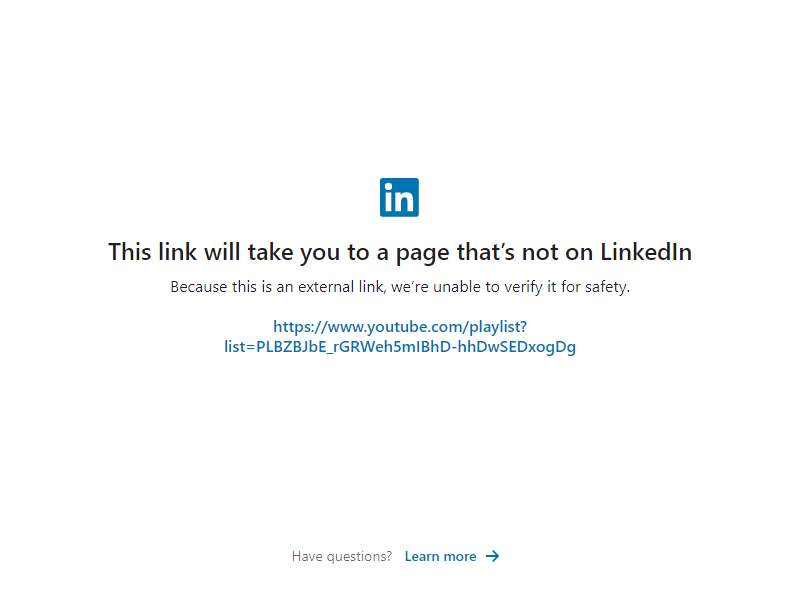 in
This link will take you to a page that’s not on LinkedIn
Because this is an external link, we’re unable to verify it for safety.
https://www.youtube.com/playlist?
list=PLBZBJbE_rGRWeh5mIBhD-hhDwSEDxogDg
Have questions? Learn more →